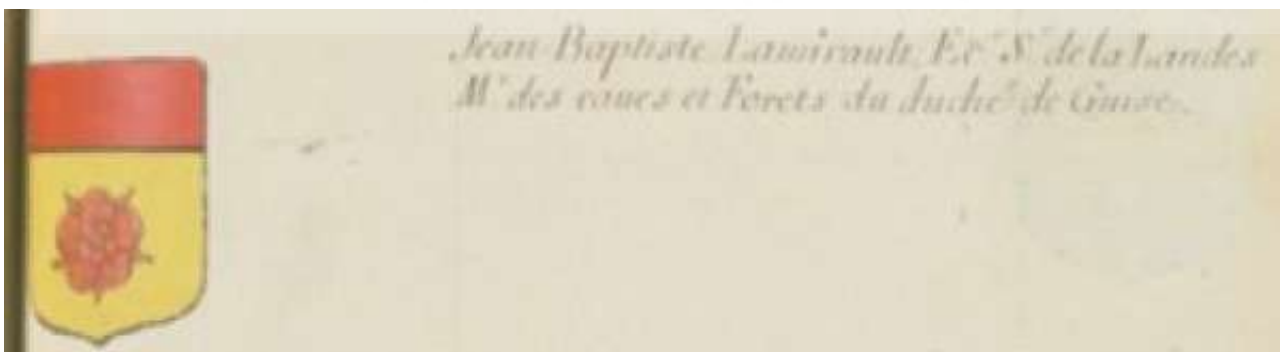 Jean Baptiste Lamirault, Ec.r S.r de la Landes
M.e des eaues et Forets du duché de Guise.